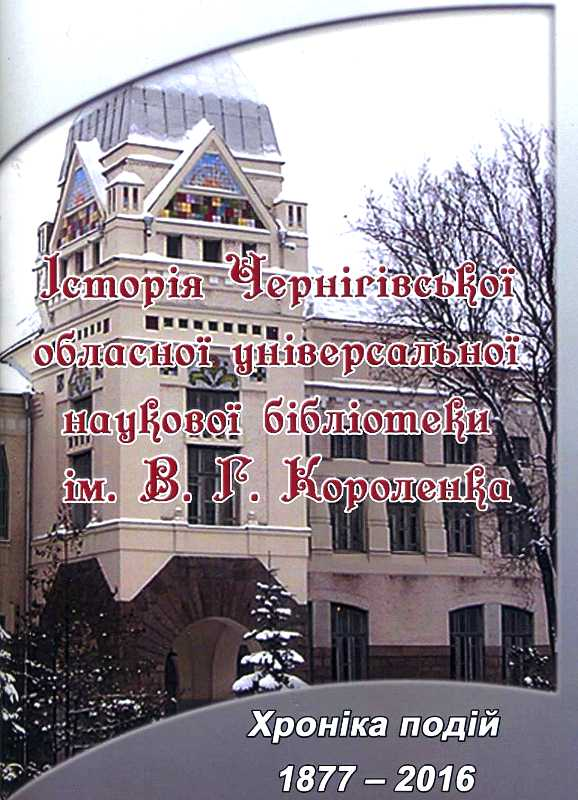 Історія Чернігівської
обласної універсальної
наукової бібліотеки
ім. В. Г. Короленка
Хроніка подій
1877 – 2016